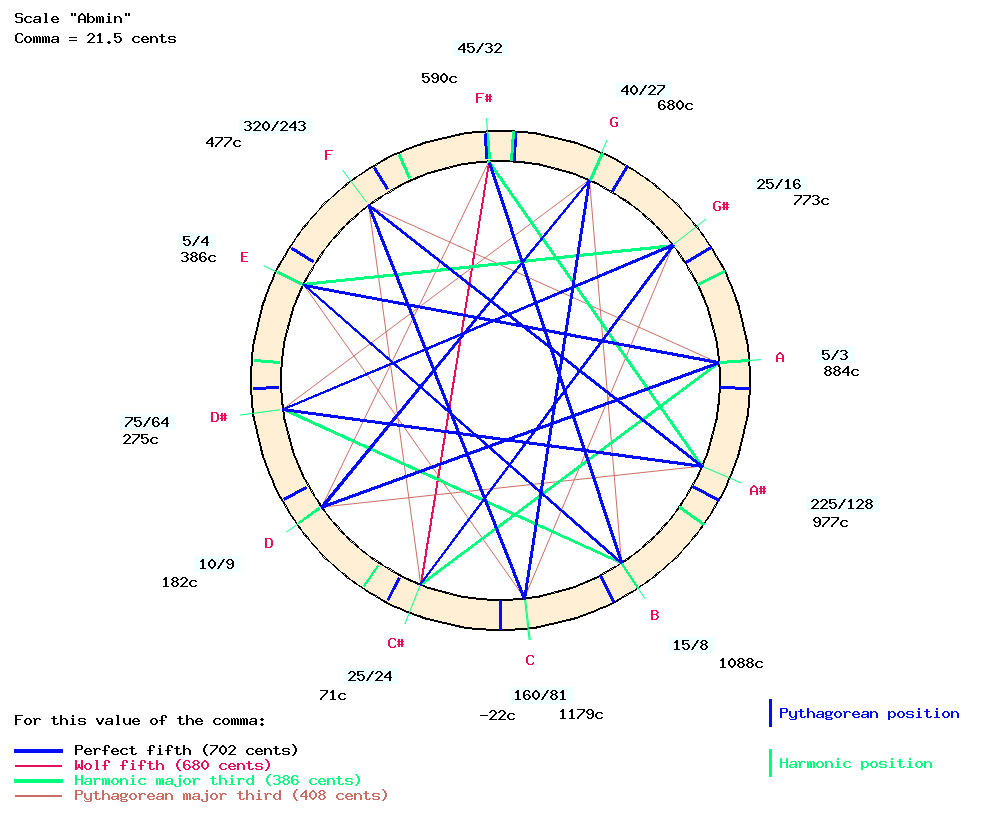 Scale "Abmin"
Comma = 21.5 cents
45/32
590c
F#
40/27
680c
G
320/243
477c
F
25/16
773c
G#
5/4
386c
E
5/3
884c
A
75/64
275c
D#
225/128
977c
A#
10/9
182c
D
15/8
1088c
B
25/24
71c
C#
160/81
-22c 1179c
C
For this value of the comma:
Perfect fifth (702 cents)
Wolf fifth (680 cents)
Harmonic major third (386 cents)
Pythagorean major third (408 cents)
Pythagorean position
Harmonic position